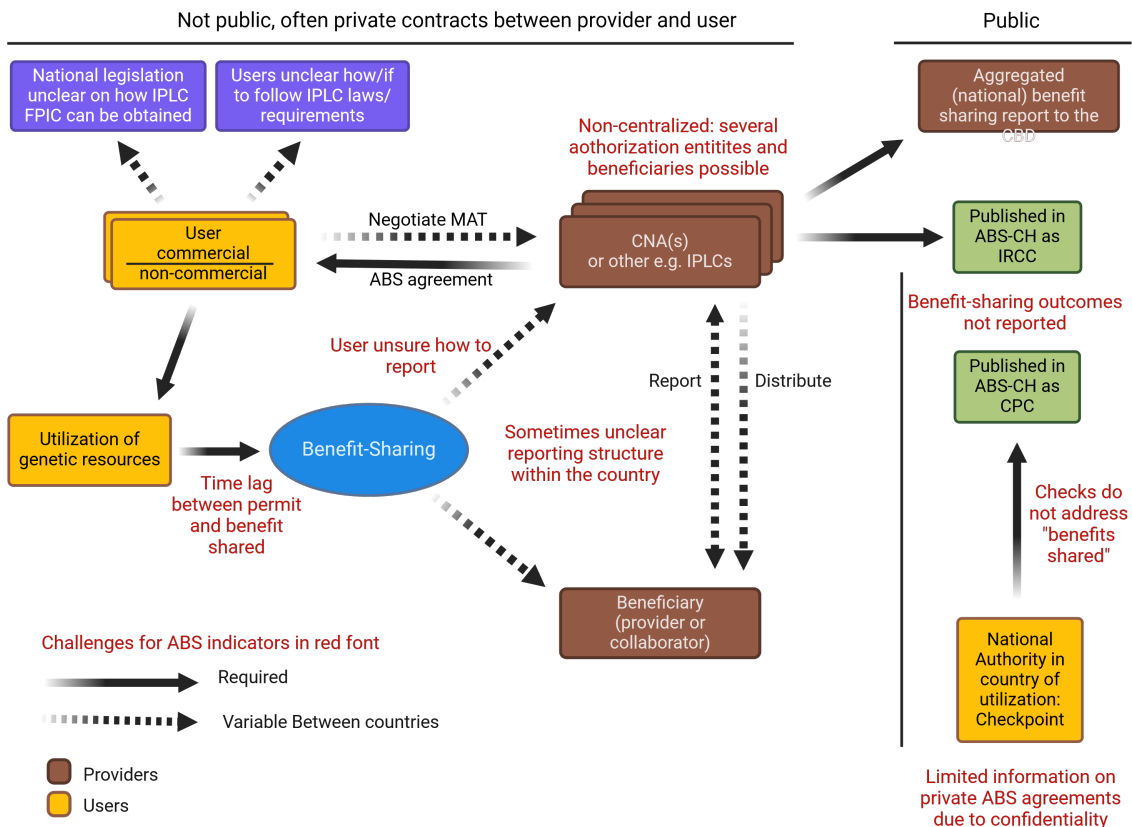 Not public, often private contracts between provider and user
Public
National legislation
unclear on how IPLC
FPIC can be obtained
Users unclear how/if
to follow IPLC laws/
requirements
Aggregated
(national) benefit
sharing report to the
CBD
Non-centralized: several
aothorization entitites and
beneficiaries possible
User
commercial
non-commercial
Negotiate MAT
ABS agreement
CNA(s)
or other e.g. IPLCs
Published in
ABS-CH as
IRCC
Benefit-sharing outcomes
not reported
User unsure how to
report
Report
Distribute
Published in
ABS-CH as
CPC
Utilization of
genetic resources
Benefit-Sharing
Sometimes unclear
reporting structure
within the country
Time lag
between permit
and benefit
shared
Checks do
not address
"benefits
shared"
Beneficiary
(provider or
collaborator)
National
Authority in
country of
utilization:
Checkpoint
Challenges for ABS indicators in red font
Required
Variable Between countries
Providers
Users
Limited information on
private ABS agreements
due to confidentiality